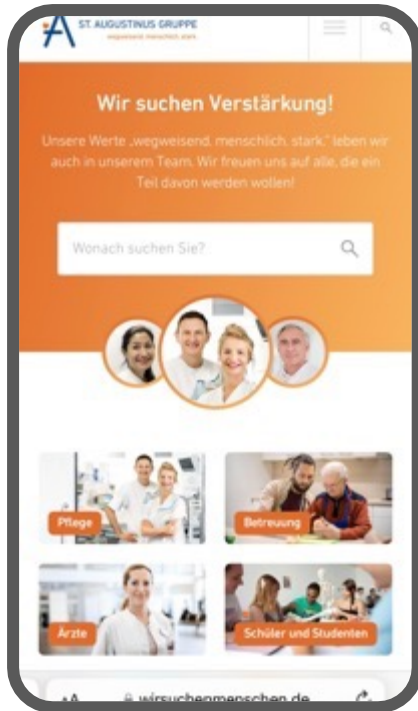 ST. AUGUSTINUS GRUPPE
wegweisend. menschlich. stark.
Wir suchen Verstärkung!
Unsere Werte „wegweisend. menschlich. stark.“ leben wir
auch in unserem Team. Wir freuen uns auf alle, die ein
Teil davon werden wollen!
Wonach suchen Sie?
Pflege
Betreuung
Ärzte
Schüler und Studenten
AA
wirsuchenmenschen.de